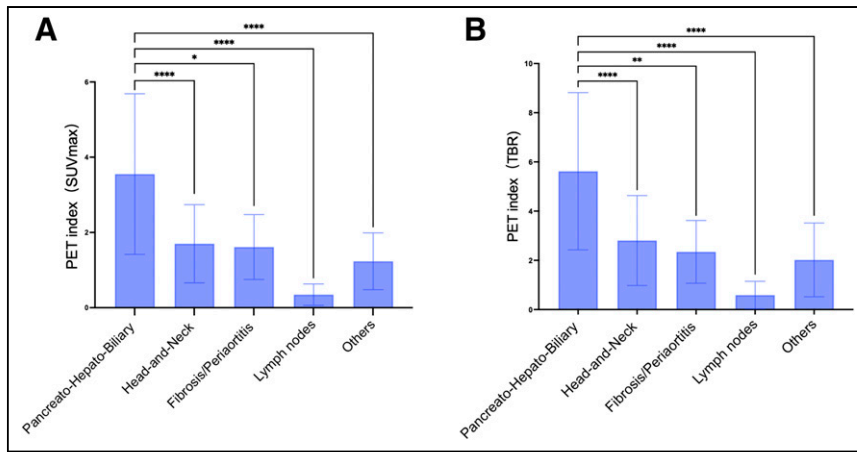 A
****
****
*
****
PET index (SUVmax)
6
4
2
0
Pancreato-Hepato-Biliary
Head-and-Neck
Fibrosis/Periaortitis
Lymph nodes
Others
B
****
****
**
****
PET index (TBR)
10
8
6
4
2
0
Pancreato-Hepato-Biliary
Head-and-Neck
Fibrosis/Periaortitis
Lymph nodes
Others